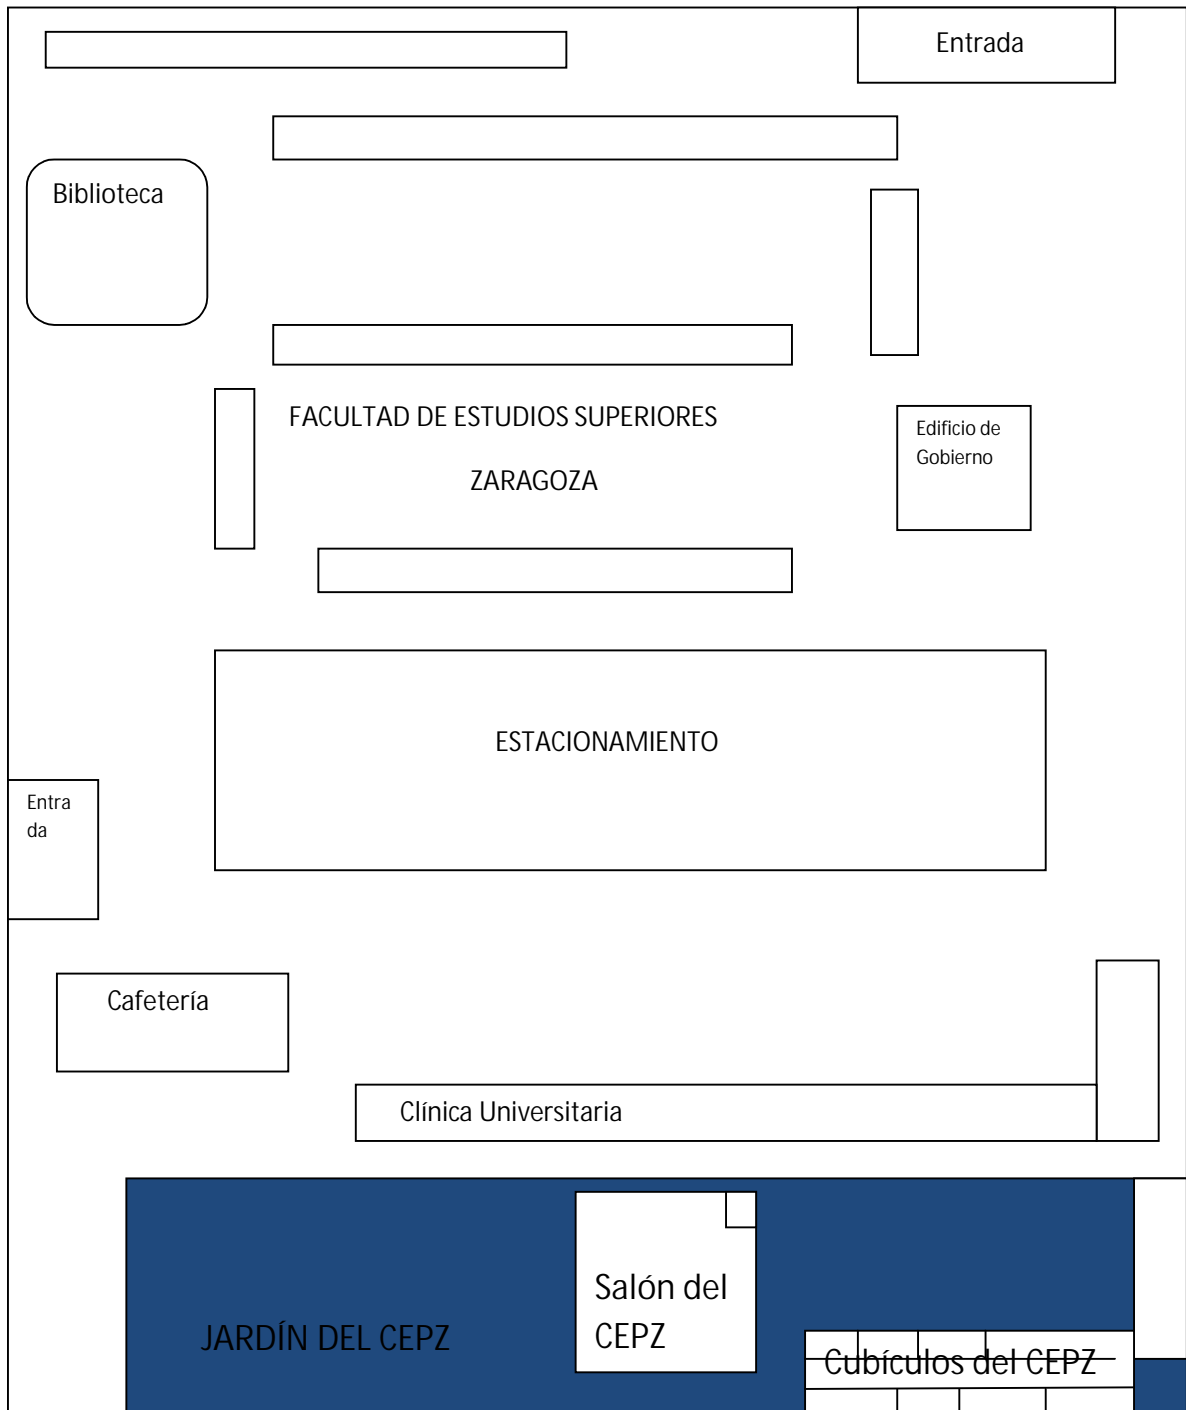 Entrada
Biblioteca
FACULTAD DE ESTUDIOS SUPERIORES
ZARAGOZA
Edificio de
Gobierno
ESTACIONAMIENTO
Entra
da
Cafetería
Clínica Universitaria
Salón del
CEPZ
JARDÍN DEL CEPZ
Cubículos del CEPZ